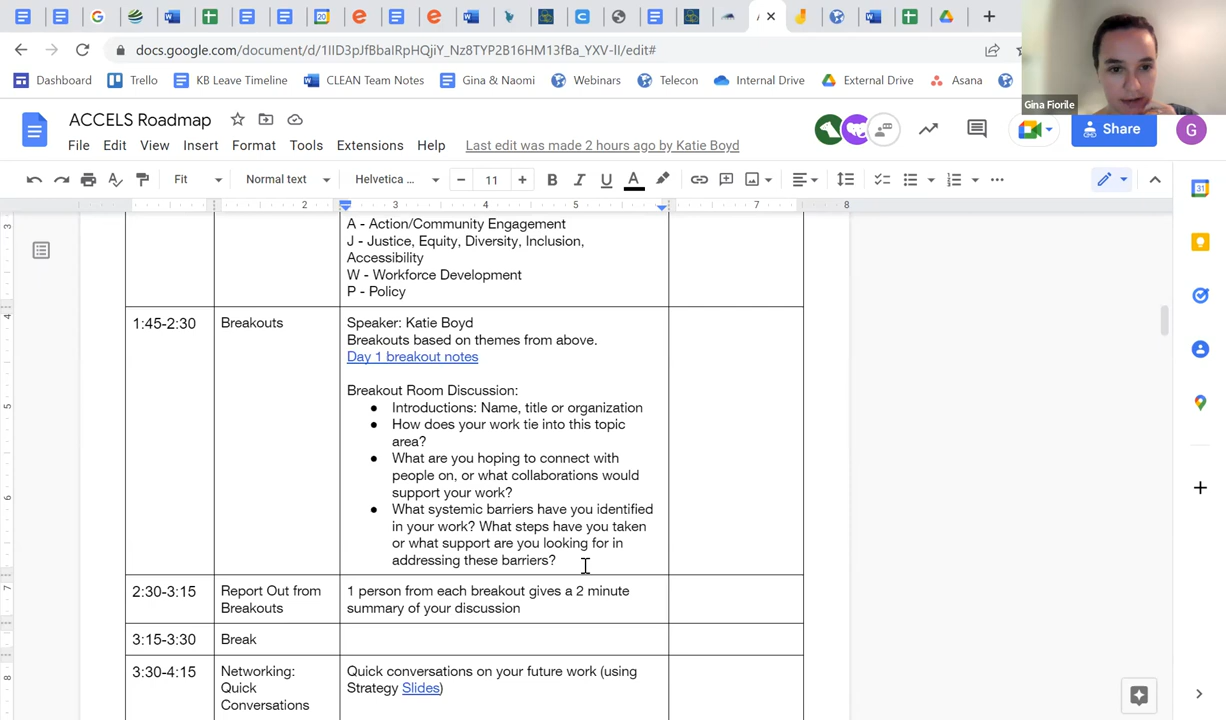 docs.google.com/document/d/1IID3pJfBbaIRpHQjiY_Nz8TYP2B16HM13fBa_YXV-lI/edit#
Dashboard
Trello
KB Leave Timeline
CLEAN Team Notes
Gina & Naomi
Webinars
Telecon
Internal Drive
External Drive
Asana
Gina Fiorile
ACCELS Roadmap
File Edit View Insert Format Tools Extensions Help
Last edit was made 2 hours ago by Katie Boyd
Share
G
Fit
Normal text
Helvetica ...
11
2 3 4 5 6 7 8
A - Action/Community Engagement
J - Justice, Equity, Diversity, Inclusion,
Accessibility
W - Workforce Development
P - Policy
1:45-2:30
Breakouts
Speaker: Katie Boyd
Breakouts based on themes from above.
Day 1 breakout notes
Breakout Room Discussion:
● Introductions: Name, title or organization
● How does your work tie into this topic
area?
● What are you hoping to connect with
people on, or what collaborations would
support your work?
● What systemic barriers have you identified
in your work? What steps have you taken
or what support are you looking for in
addressing these barriers?
2:30-3:15
Report Out from
Breakouts
1 person from each breakout gives a 2 minute
summary of your discussion
3:15-3:30
Break
3:30-4:15
Networking:
Quick
Conversations
Quick conversations on your future work (using
Strategy Slides)